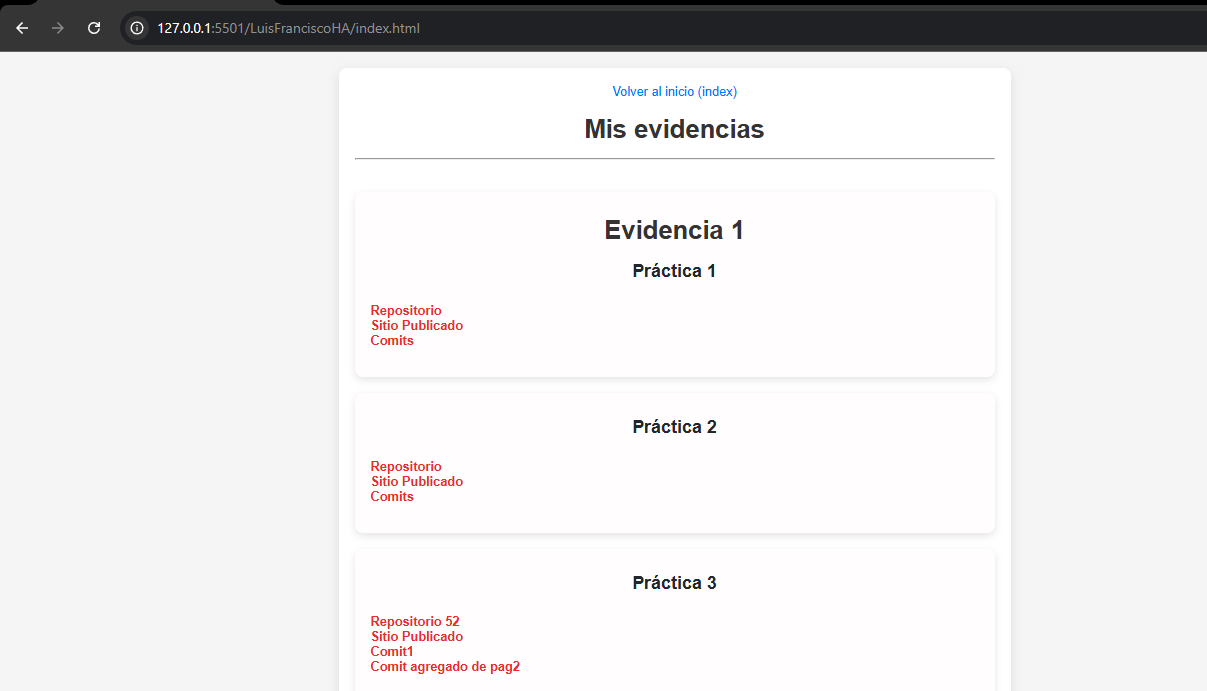 127.0.0.1:5501/LuisFranciscoHA/index.html
Volver al inicio (index)
Mis evidencias
Evidencia 1
Práctica 1
Repositorio
Sitio Publicado
Comits
Práctica 2
Repositorio
Sitio Publicado
Comits
Práctica 3
Repositorio 52
Sitio Publicado
Comit1
Comit agregado de pag2